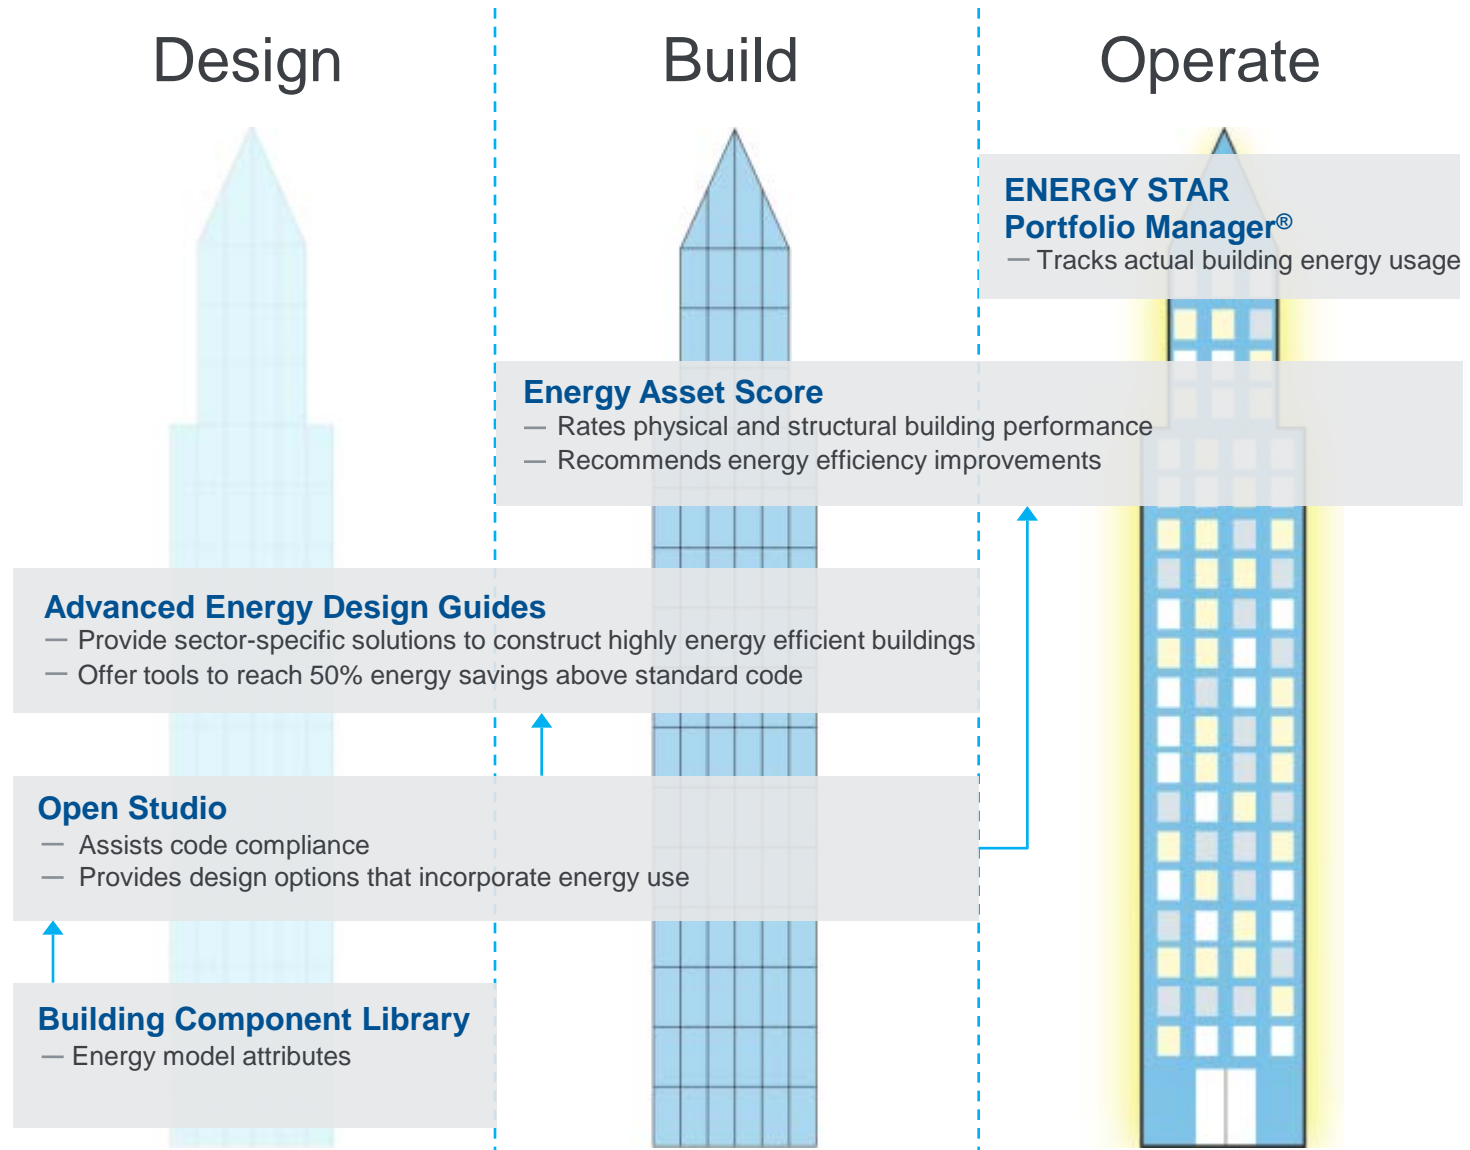 Design
Build
Operate
ENERGY STAR
Portfolio Manager®
— Tracks actual building energy usage
Energy Asset Score
— Rates physical and structural building performance
— Recommends energy efficiency improvements
Advanced Energy Design Guides
— Provide sector-specific solutions to construct highly energy efficient buildings
— Offer tools to reach 50% energy savings above standard code
Open Studio
— Assists code compliance
— Provides design options that incorporate energy use
Building Component Library
— Energy model attributes